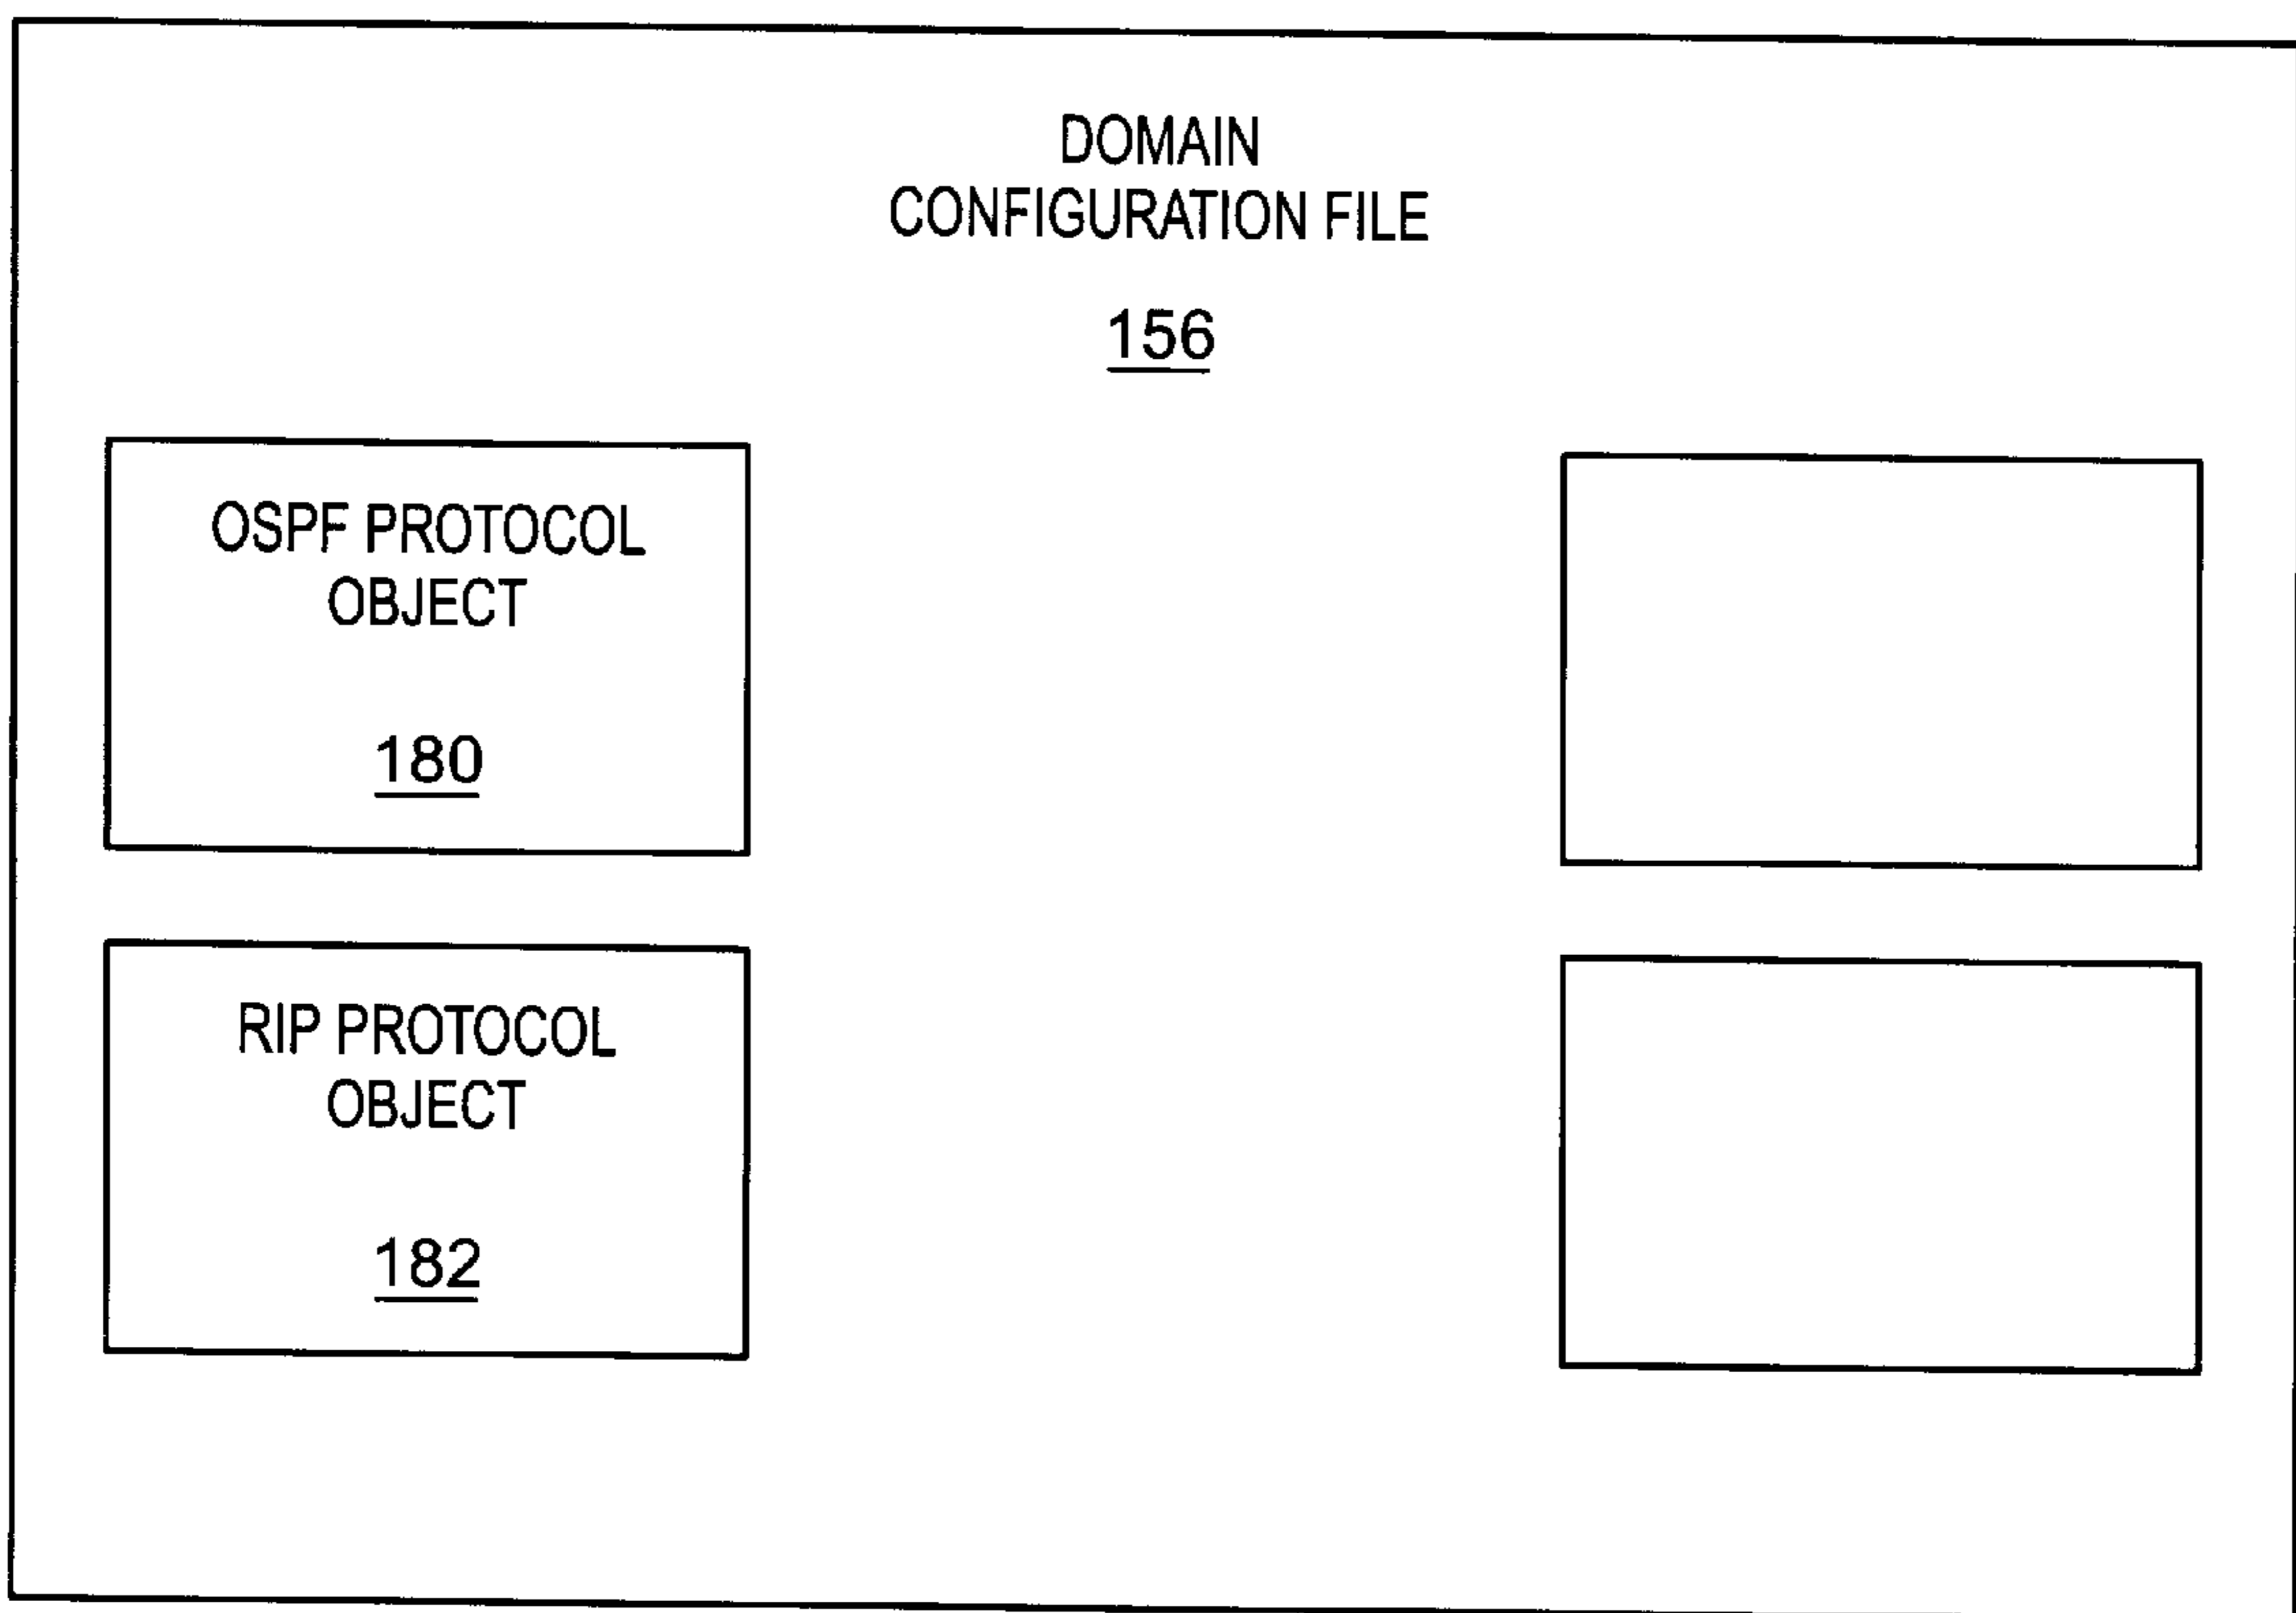 DOMAIN
CONFIGURATION FILE
156
OSPF PROTOCOL
OBJECT
180
RIP PROTOCOL
OBJECT
182